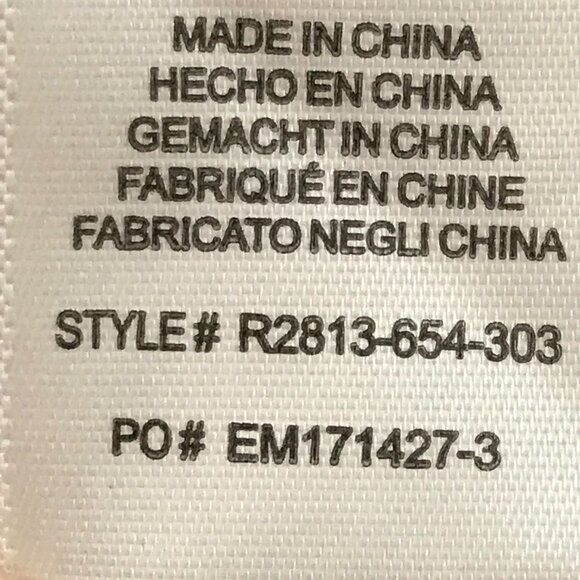 MADE IN CHINA
HECHO EN CHINA
GEMACHT IN CHINA
FABRIQUÉ EN CHINE
FABRICATO NEGLI CHINA
STYLE# R2813-654-303
PO# EM171427-3